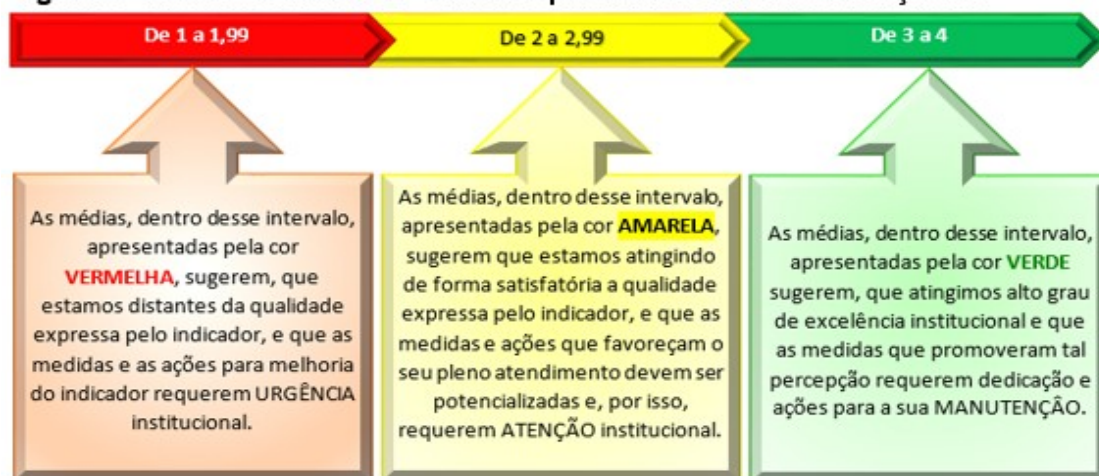 De 1 a 1,99
De 2 a 2,99
De 3 a 4
As médias, dentro desse intervalo,
apresentadas pela cor
VERMELHA, sugerem, que
estamos distantes da qualidade
expressa pelo indicador, e que as
medidas e as ações para melhoria
do indicador requerem URGÊNCIA
institucional.
As médias, dentro desse intervalo,
apresentadas pela cor AMARELA,
sugerem que estamos atingindo
de forma satisfatória a qualidade
expressa pelo indicador, e que as
medidas e ações que favoreçam o
seu pleno atendimento devem ser
potencializadas e, por isso,
requerem ATENÇÃO institucional.
As médias, dentro desse intervalo,
apresentadas pela cor VERDE
sugerem, que atingimos alto grau
de excelência institucional e que
as medidas que promoveram tal
percepção requerem dedicação e
ações para a sua MANUTENÇÂO.